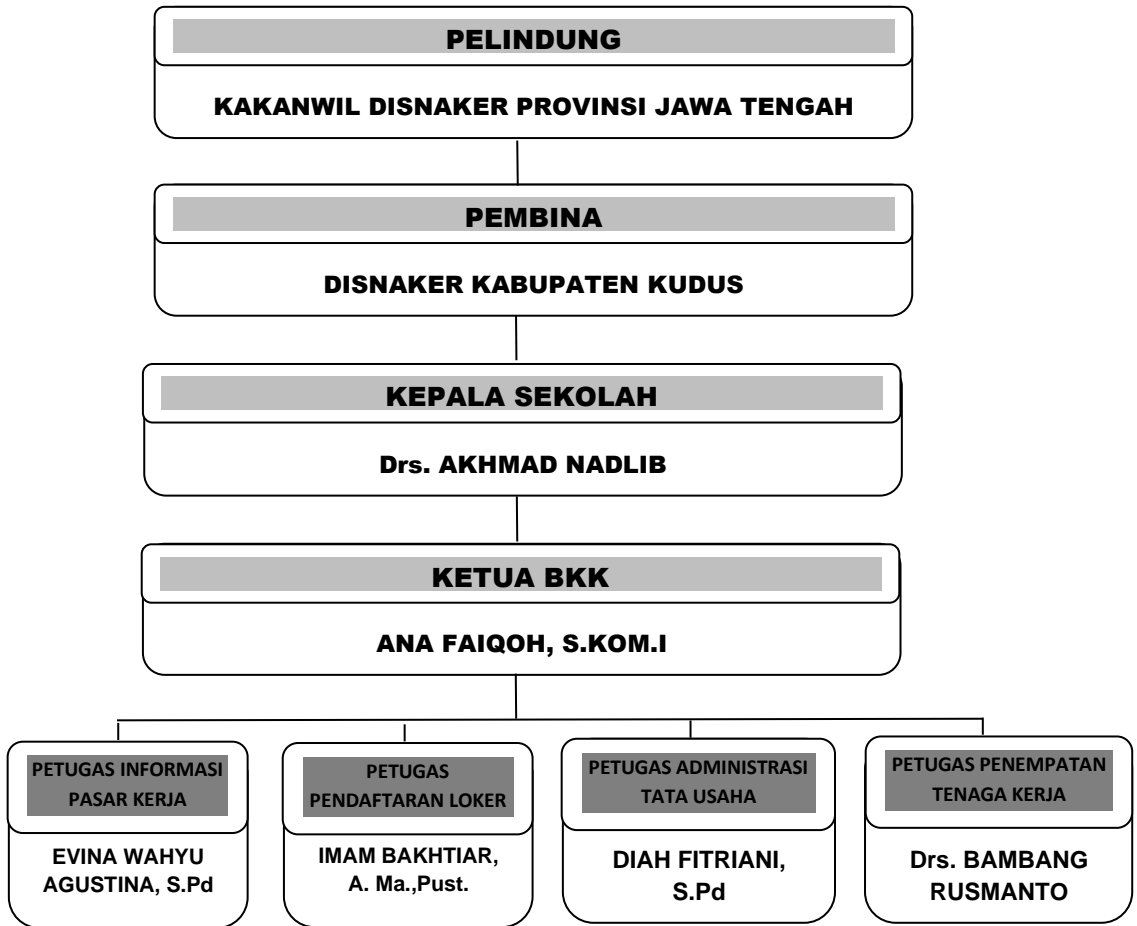 PELINDUNG
KAKANWIL DISNAKER PROVINSI JAWA TENGAH
PEMBINA
DISNAKER KABUPATEN KUDUS
KEPALA SEKOLAH
Drs. AKHMAD NADLIB
KETUA BKK
ANA FAIQOH, S.KOM.I
PETUGAS INFORMASI
PASAR KERJA
EVINA WAHYU
AGUSTINA, S.Pd
PETUGAS
PENDAFTARAN LOKER
IMAM BAKHTIAR,
A. Ma.,Pust.
PETUGAS ADMINISTRASI
TATA USAHA
DIAH FITRIANI,
S.Pd
PETUGAS PENEMPATAN
TENAGA KERJA
Drs. BAMBANG
RUSMANTO